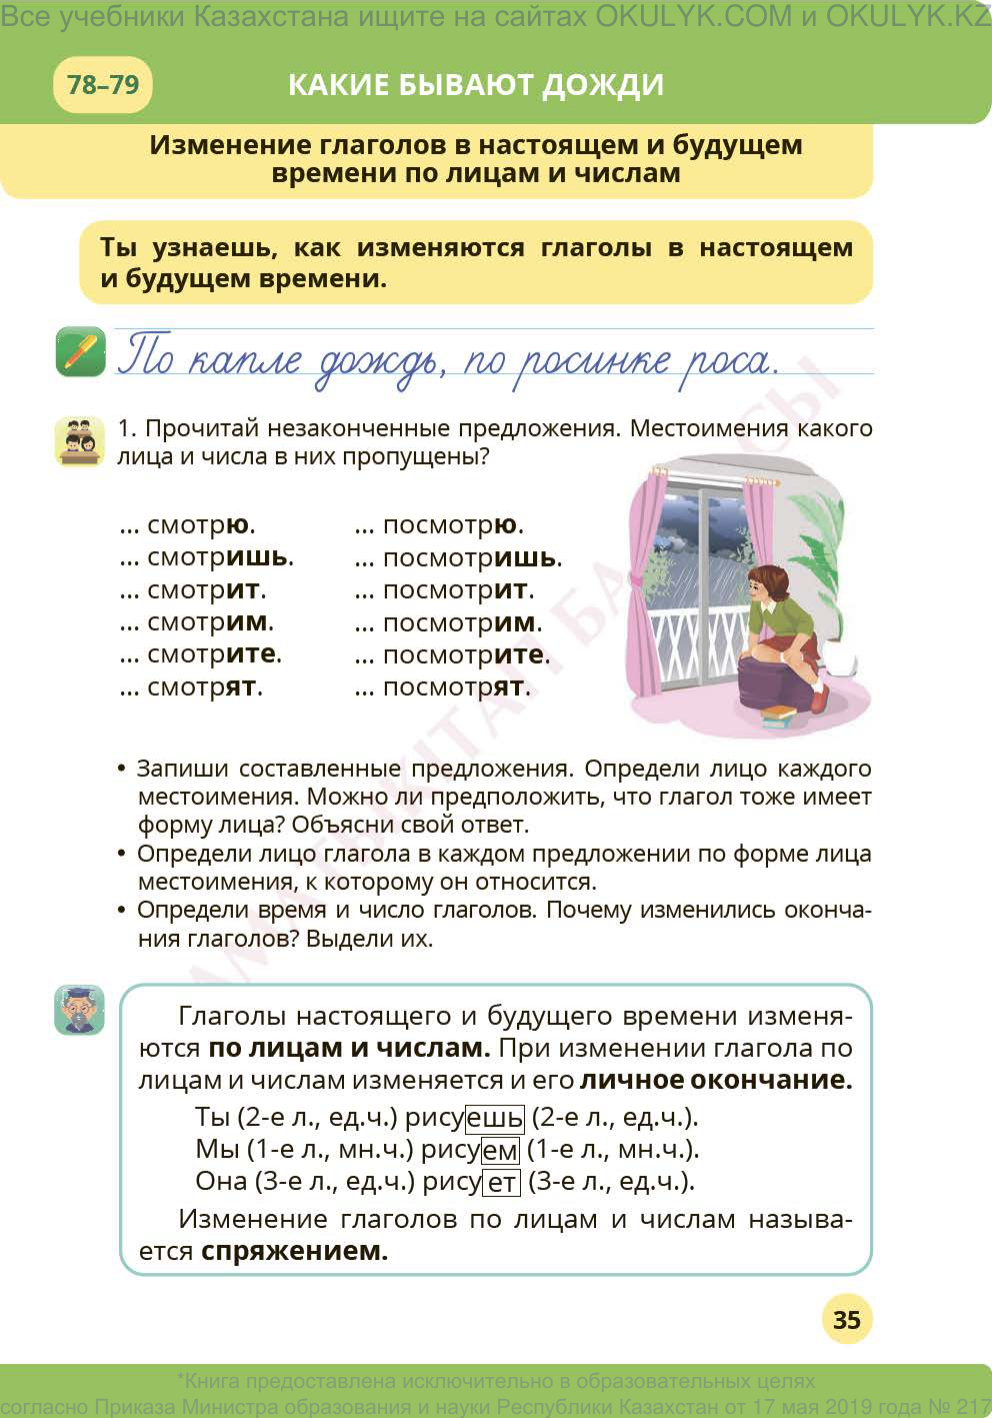 Все учебники Казахстана ищите на сайтах OKULYK.COM и OKULYK.KZ
78–79
КАКИЕ БЫВАЮТ ДОЖДИ
Изменение глаголов в настоящем и будущем
времени по лицам и числам
Ты узнаешь, как изменяются глаголы в настоящем
и будущем времени.
По капле дождь, по росинке роса.
1. Прочитай незаконченные предложения. Местоимения какого
лица и числа в них пропущены?
... смотрю.
... смотришь.
... смотрит.
... смотрим.
... смотрите.
... смотрят.
... посмотрю.
... посмотришь.
... посмотрит.
... посмотрим.
... посмотрите.
... посмотрят.
• Запиши составленные предложения. Определи лицо каждого
местоимения. Можно ли предположить, что глагол тоже имеет
форму лица? Объясни свой ответ.
• Определи лицо глагола в каждом предложении по форме лица
местоимения, к которому он относится.
• Определи время и число глаголов. Почему изменились оконча-
ния глаголов? Выдели их.
Глаголы настоящего и будущего времени изменя-
ются по лицам и числам. При изменении глагола по
лицам и числам изменяется и его личное окончание.
Ты (2-е л., ед.ч.) рисуешь (2-е л., ед.ч.).
Мы (1-е л., мн.ч.) рисуем (1-е л., мн.ч.).
Она (3-е л., ед.ч.) рисует (3-е л., ед.ч.).
Изменение глаголов по лицам и числам называ-
ется спряжением.
35
*Книга предоставлена исключительно в образовательных целях
согласно Приказа Министра образования и науки Республики Казахстан от 17 мая 2019 года № 217